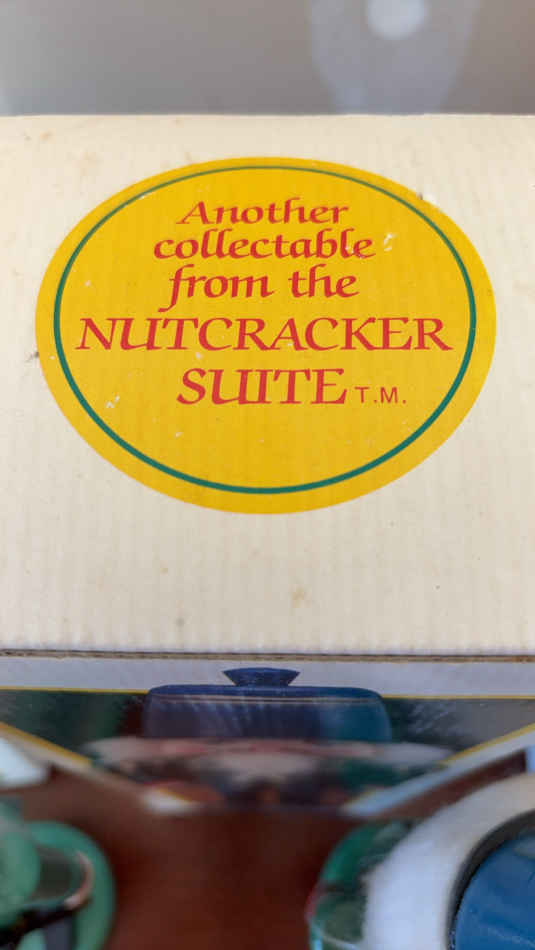 Another
collectable
from the
NUTCRACKER
SUITE T.M.